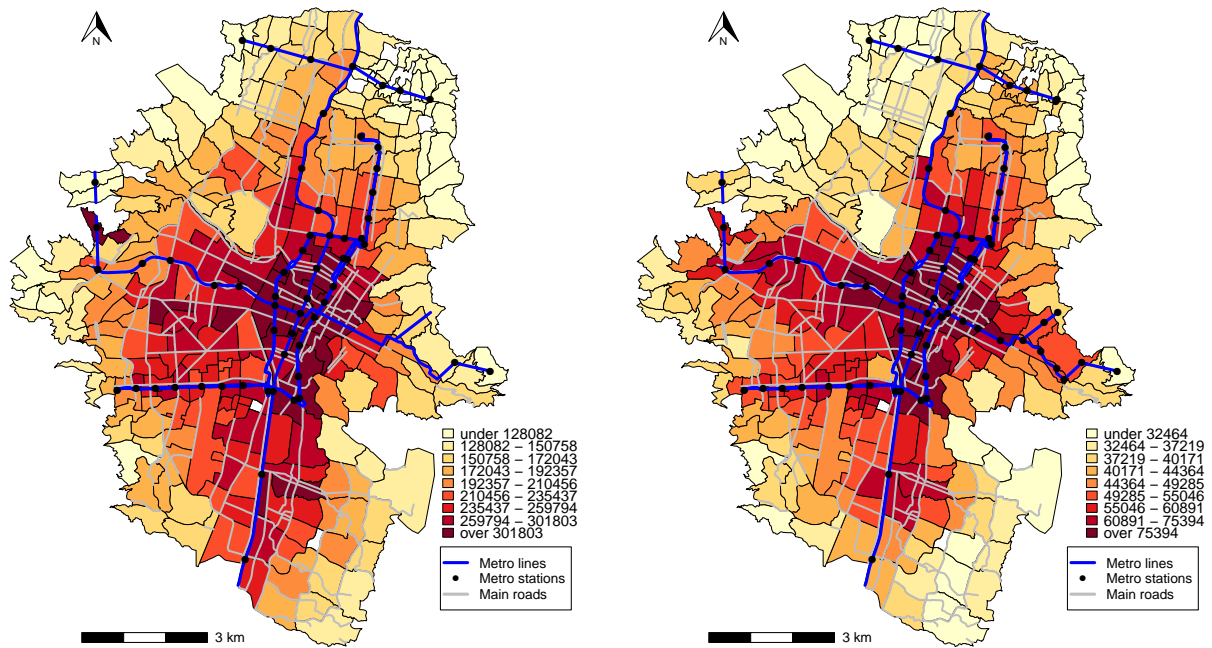 N
under 128082
128082 – 150758
150758 – 172043
172043 – 192357
192357 – 210456
210456 – 235437
235437 – 259794
259794 – 301803
over 301803
Metro lines
Metro stations
Main roads
3 km
N
under 32464
32464 – 37219
37219 – 40171
40171 – 44364
44364 – 49285
49285 – 55046
55046 – 60891
60891 – 75394
over 75394
Metro lines
Metro stations
Main roads
3 km